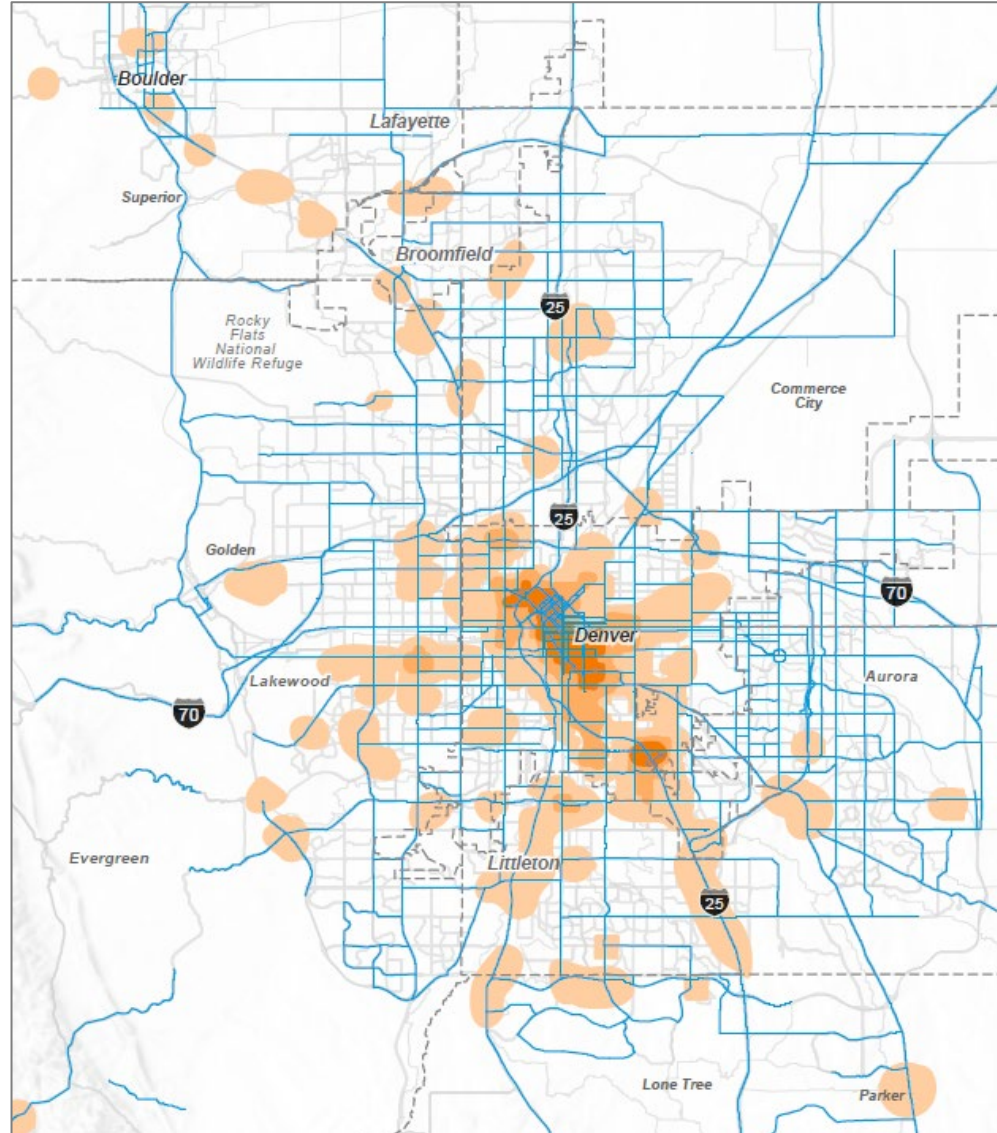 Boulder
Lafayette
Superior
Broomfield
Rocky
Flats
National
Wildlife Refuge
25
Commerce
City
25
Golden
70
Denver
Lakewood
Aurora
70
Evergreen
Littleton
25
Lone Tree
Parker